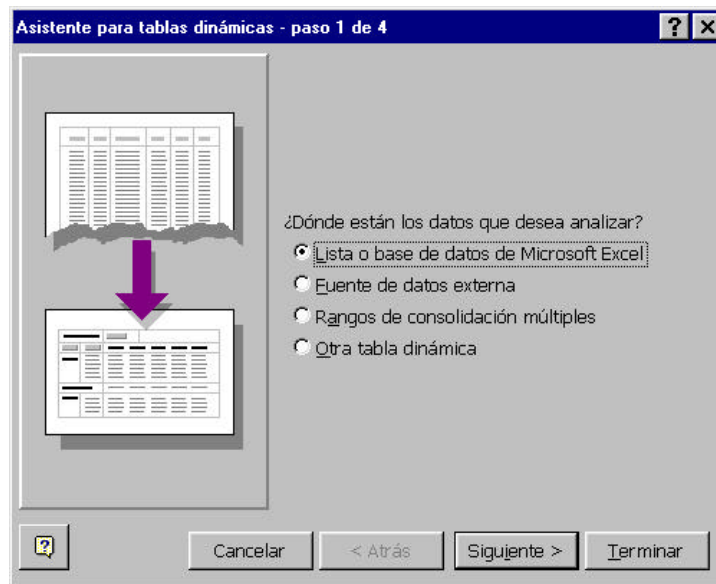 Asistente para tablas dinámicas - paso 1 de 4
¿Dónde están los datos que desea analizar?
Lista o base de datos de Microsoft Excel
Fuente de datos externa
Rangos de consolidación múltiples
Otra tabla dinámica
Cancelar
< Atrás
Siguiente >
Terminar